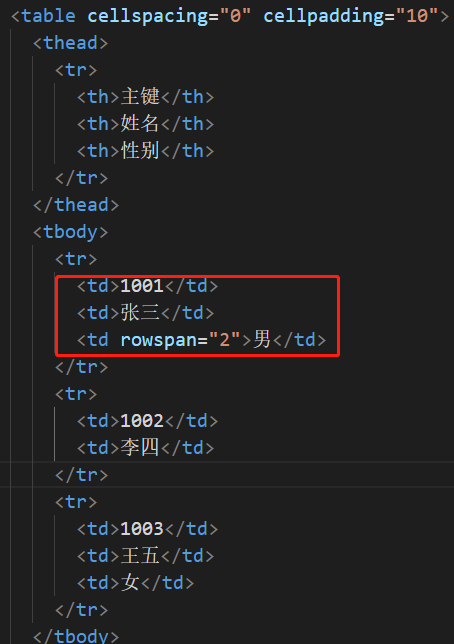 <table cellspacing="0" cellpadding="10">
<thead>
<tr>
<th>主键</th>
<th>姓名</th>
<th>性别</th>
</tr>
</thead>
<tbody>
<tr>
<td>1001</td>
<td>张三</td>
<td rowspan="2">男</td>
</tr>
<tr>
<td>1002</td>
<td>李四</td>
</tr>
<tr>
<td>1003</td>
<td>王五</td>
<td>女</td>
</tr>
</tbody>